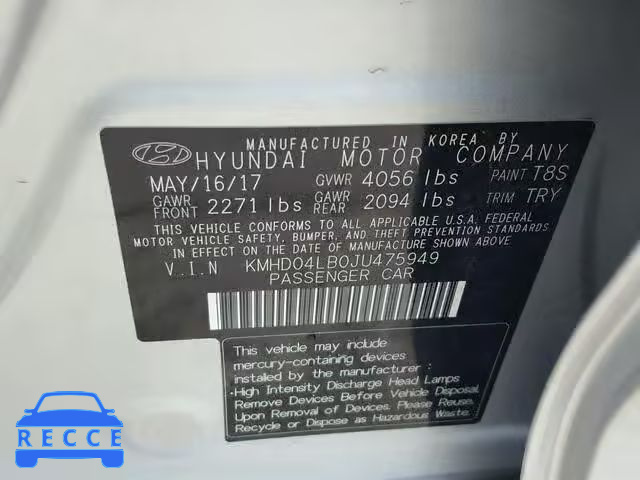 MANUFACTURED IN KOREA BY
HYUNDAI MOTOR COMPANY
MAY/16/17 GVWR 4056 lbs PAINT T8S
GAWR FRONT 2271 lbs GAWR REAR 2094 lbs TRIM TRY
THIS VEHICLE CONFORMS TO ALL APPLICABLE U.S.A. FEDERAL
MOTOR VEHICLE SAFETY, BUMPER, AND THEFT PREVENTION STANDARDS
IN EFFECT ON THE DATE OF MANUFACTURE SHOWN ABOVE.
V.I.N KMHD04LB0JU475949
PASSENGER CAR
This vehicle may include
mercury-containing devices
installed by the manufacturer :
·High Intensity Discharge Head Lamps
Remove Devices Before Vehicle Disposal
Upon Removal of Devices, Please Reuse,
Recycle or Dispose as Hazardous Waste.
RECCE